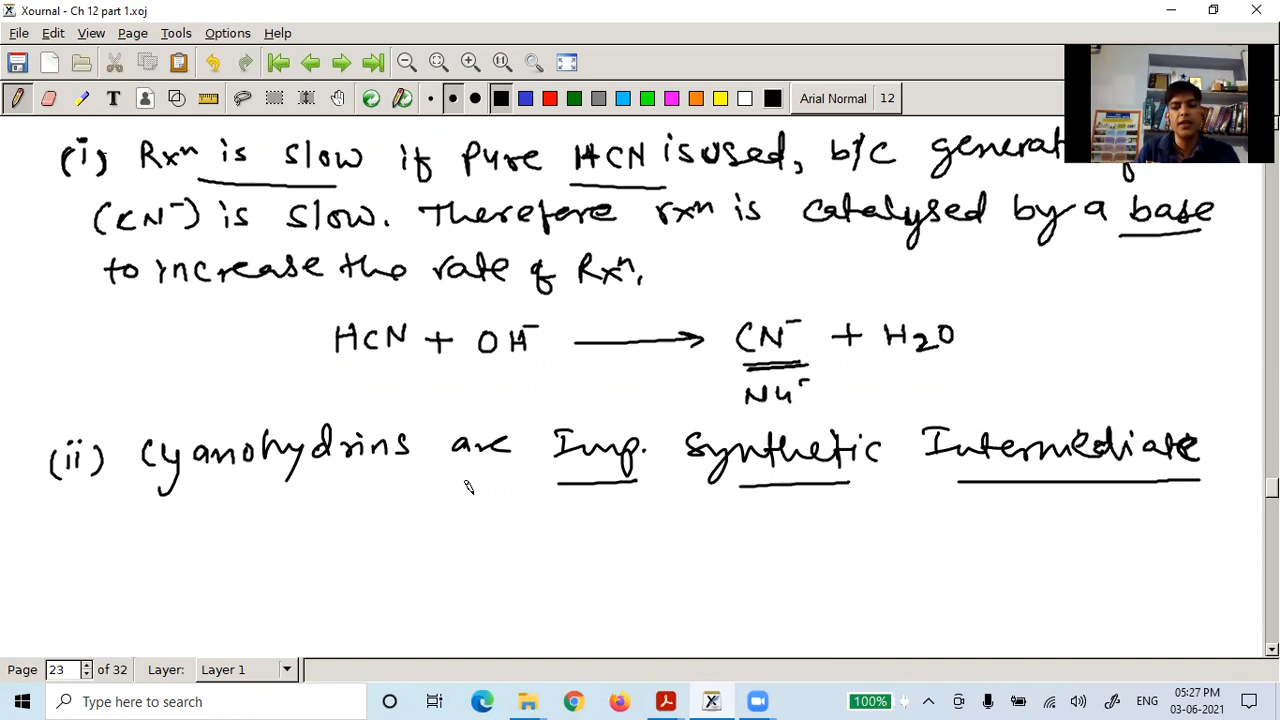 Xournal - Ch 12 part 1.xoj
File Edit View Page Tools Options Help
Arial Normal 12
(i) Rxⁿ is slow if pure HCN is used, b/c generat
(CN⁻) is slow. Therefore rxⁿ is catalysed by a base
to increase the rate of Rxⁿ.
HCN + OH⁻ → CN⁻ + H2O
Nu⁻
(ii) Cyanohydrins are Imp. Synthetic Intermediate
Page 23 of 32 Layer: Layer 1
Type here to search
100%
ENG
05:27 PM
03-06-2021